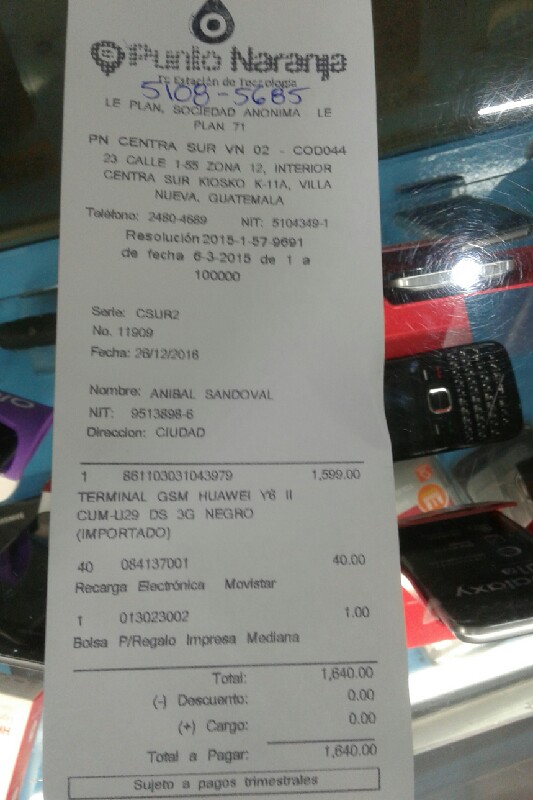 Punto Naranja
Tu Estación de Tecnología
5108-5685
LE PLAN, SOCIEDAD ANONIMA LE
PLAN 71
PN CENTRA SUR VN 02 - COD044
23 CALLE 1-55 ZONA 12, INTERIOR
CENTRA SUR KIOSKO K-11A, VILLA
NUEVA, GUATEMALA
Teléfono: 2480-4689 NIT: 5104349-1
Resolución 2015-1-57-9691
de fecha 6-3-2015 de 1 a
100000
Serie: CSUR2
No. 11909
Fecha: 26/12/2016
Nombre: ANIBAL SANDOVAL
NIT: 9513898-6
Direccion: CIUDAD
1 861103031043979 1,599.00
TERMINAL GSM HUAWEI Y6 II
CUM-U29 DS 3G NEGRO
(IMPORTADO)
40 084137001 40.00
Recarga Electrónica Movistar
1 013023002 1.00
Bolsa P/Regalo Impresa Mediana
Total: 1,640.00
(-) Descuento: 0.00
(+) Cargo: 0.00
Total a Pagar: 1,640.00
Sujeto a pagos trimestrales